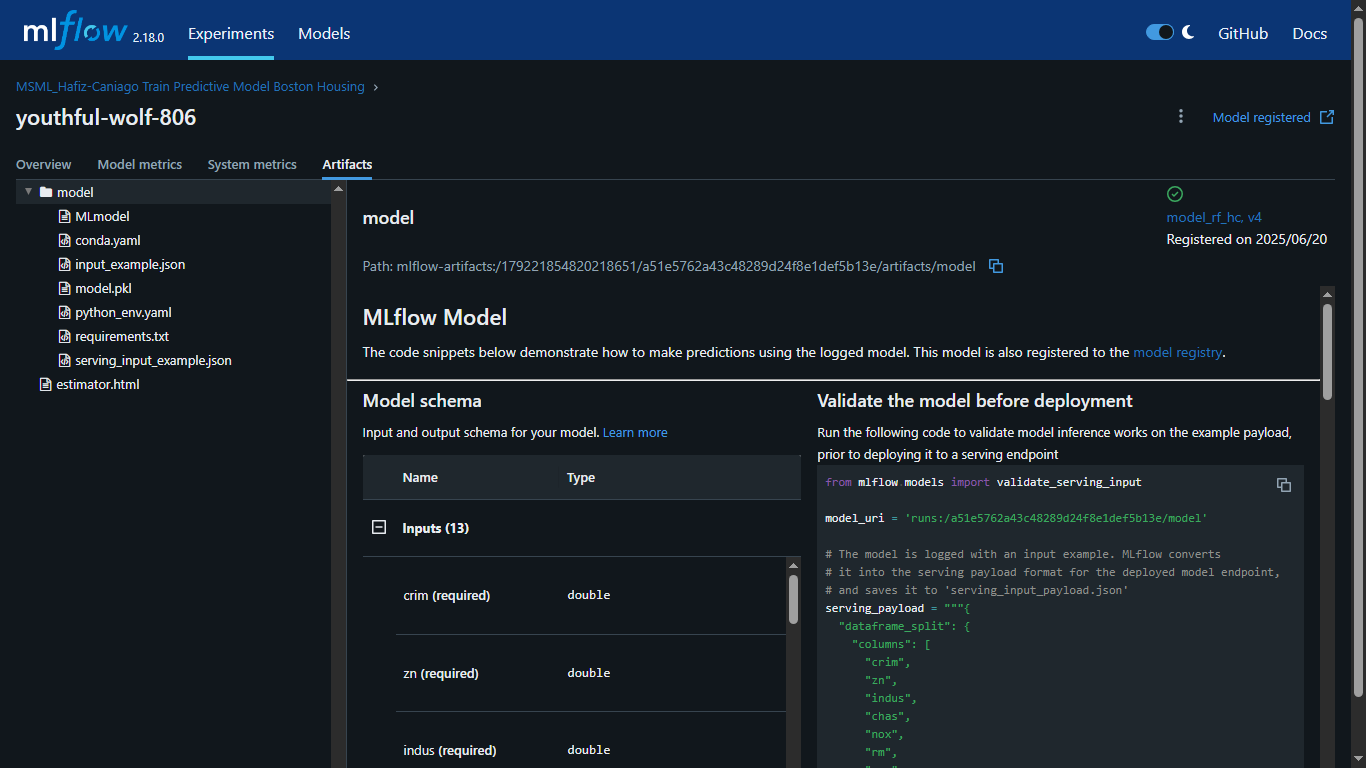 mlflow 2.18.0 Experiments Models GitHub Docs
MSML_Hafiz-Caniago Train Predictive Model Boston Housing ›
youthful-wolf-806
Model registered
Overview Model metrics System metrics Artifacts
model
MLmodel
conda.yaml
input_example.json
model.pkl
python_env.yaml
requirements.txt
serving_input_example.json
estimator.html
model
model_rf_hc, v4
Registered on 2025/06/20
Path: mlflow-artifacts:/179221854820218651/a51e5762a43c48289d24f8e1def5b13e/artifacts/model
MLflow Model
The code snippets below demonstrate how to make predictions using the logged model. This model is also registered to the model registry.
Model schema
Input and output schema for your model. Learn more
Name Type
Inputs (13)
crim (required) double
zn (required) double
indus (required) double
Validate the model before deployment
Run the following code to validate model inference works on the example payload,
prior to deploying it to a serving endpoint
from mlflow.models import validate_serving_input
model_uri = 'runs:/a51e5762a43c48289d24f8e1def5b13e/model'
# The model is logged with an input example. MLflow converts
# it into the serving payload format for the deployed model endpoint,
# and saves it to 'serving_input_payload.json'
serving_payload = """{
"dataframe_split": {
"columns": [
"crim",
"zn",
"indus",
"chas",
"nox",
"rm",